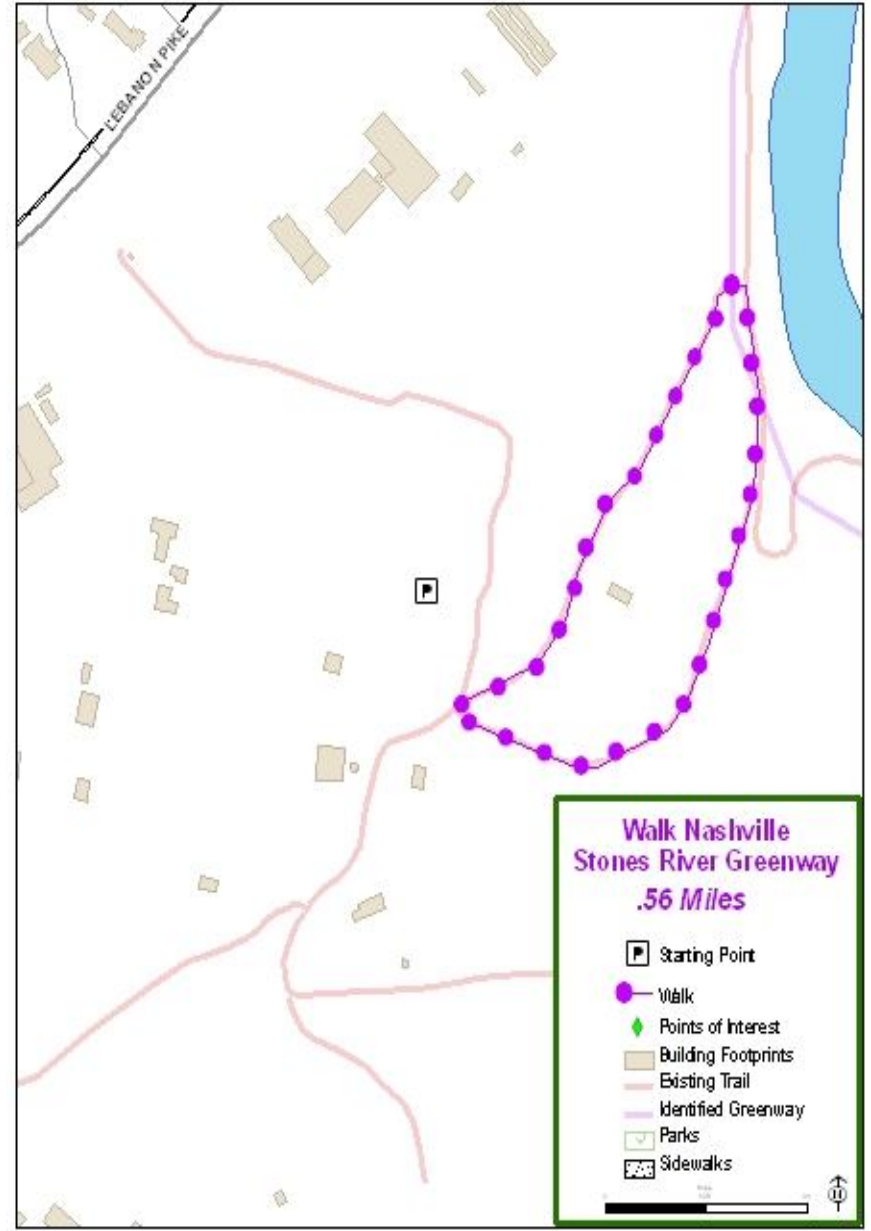 LEBANON PIKE
P
Walk Nashville
Stones River Greenway
.56 Miles
P Starting Point
Walk
Points of Interest
Building Footprints
Existing Trail
Identified Greenway
Parks
Sidewalks
N